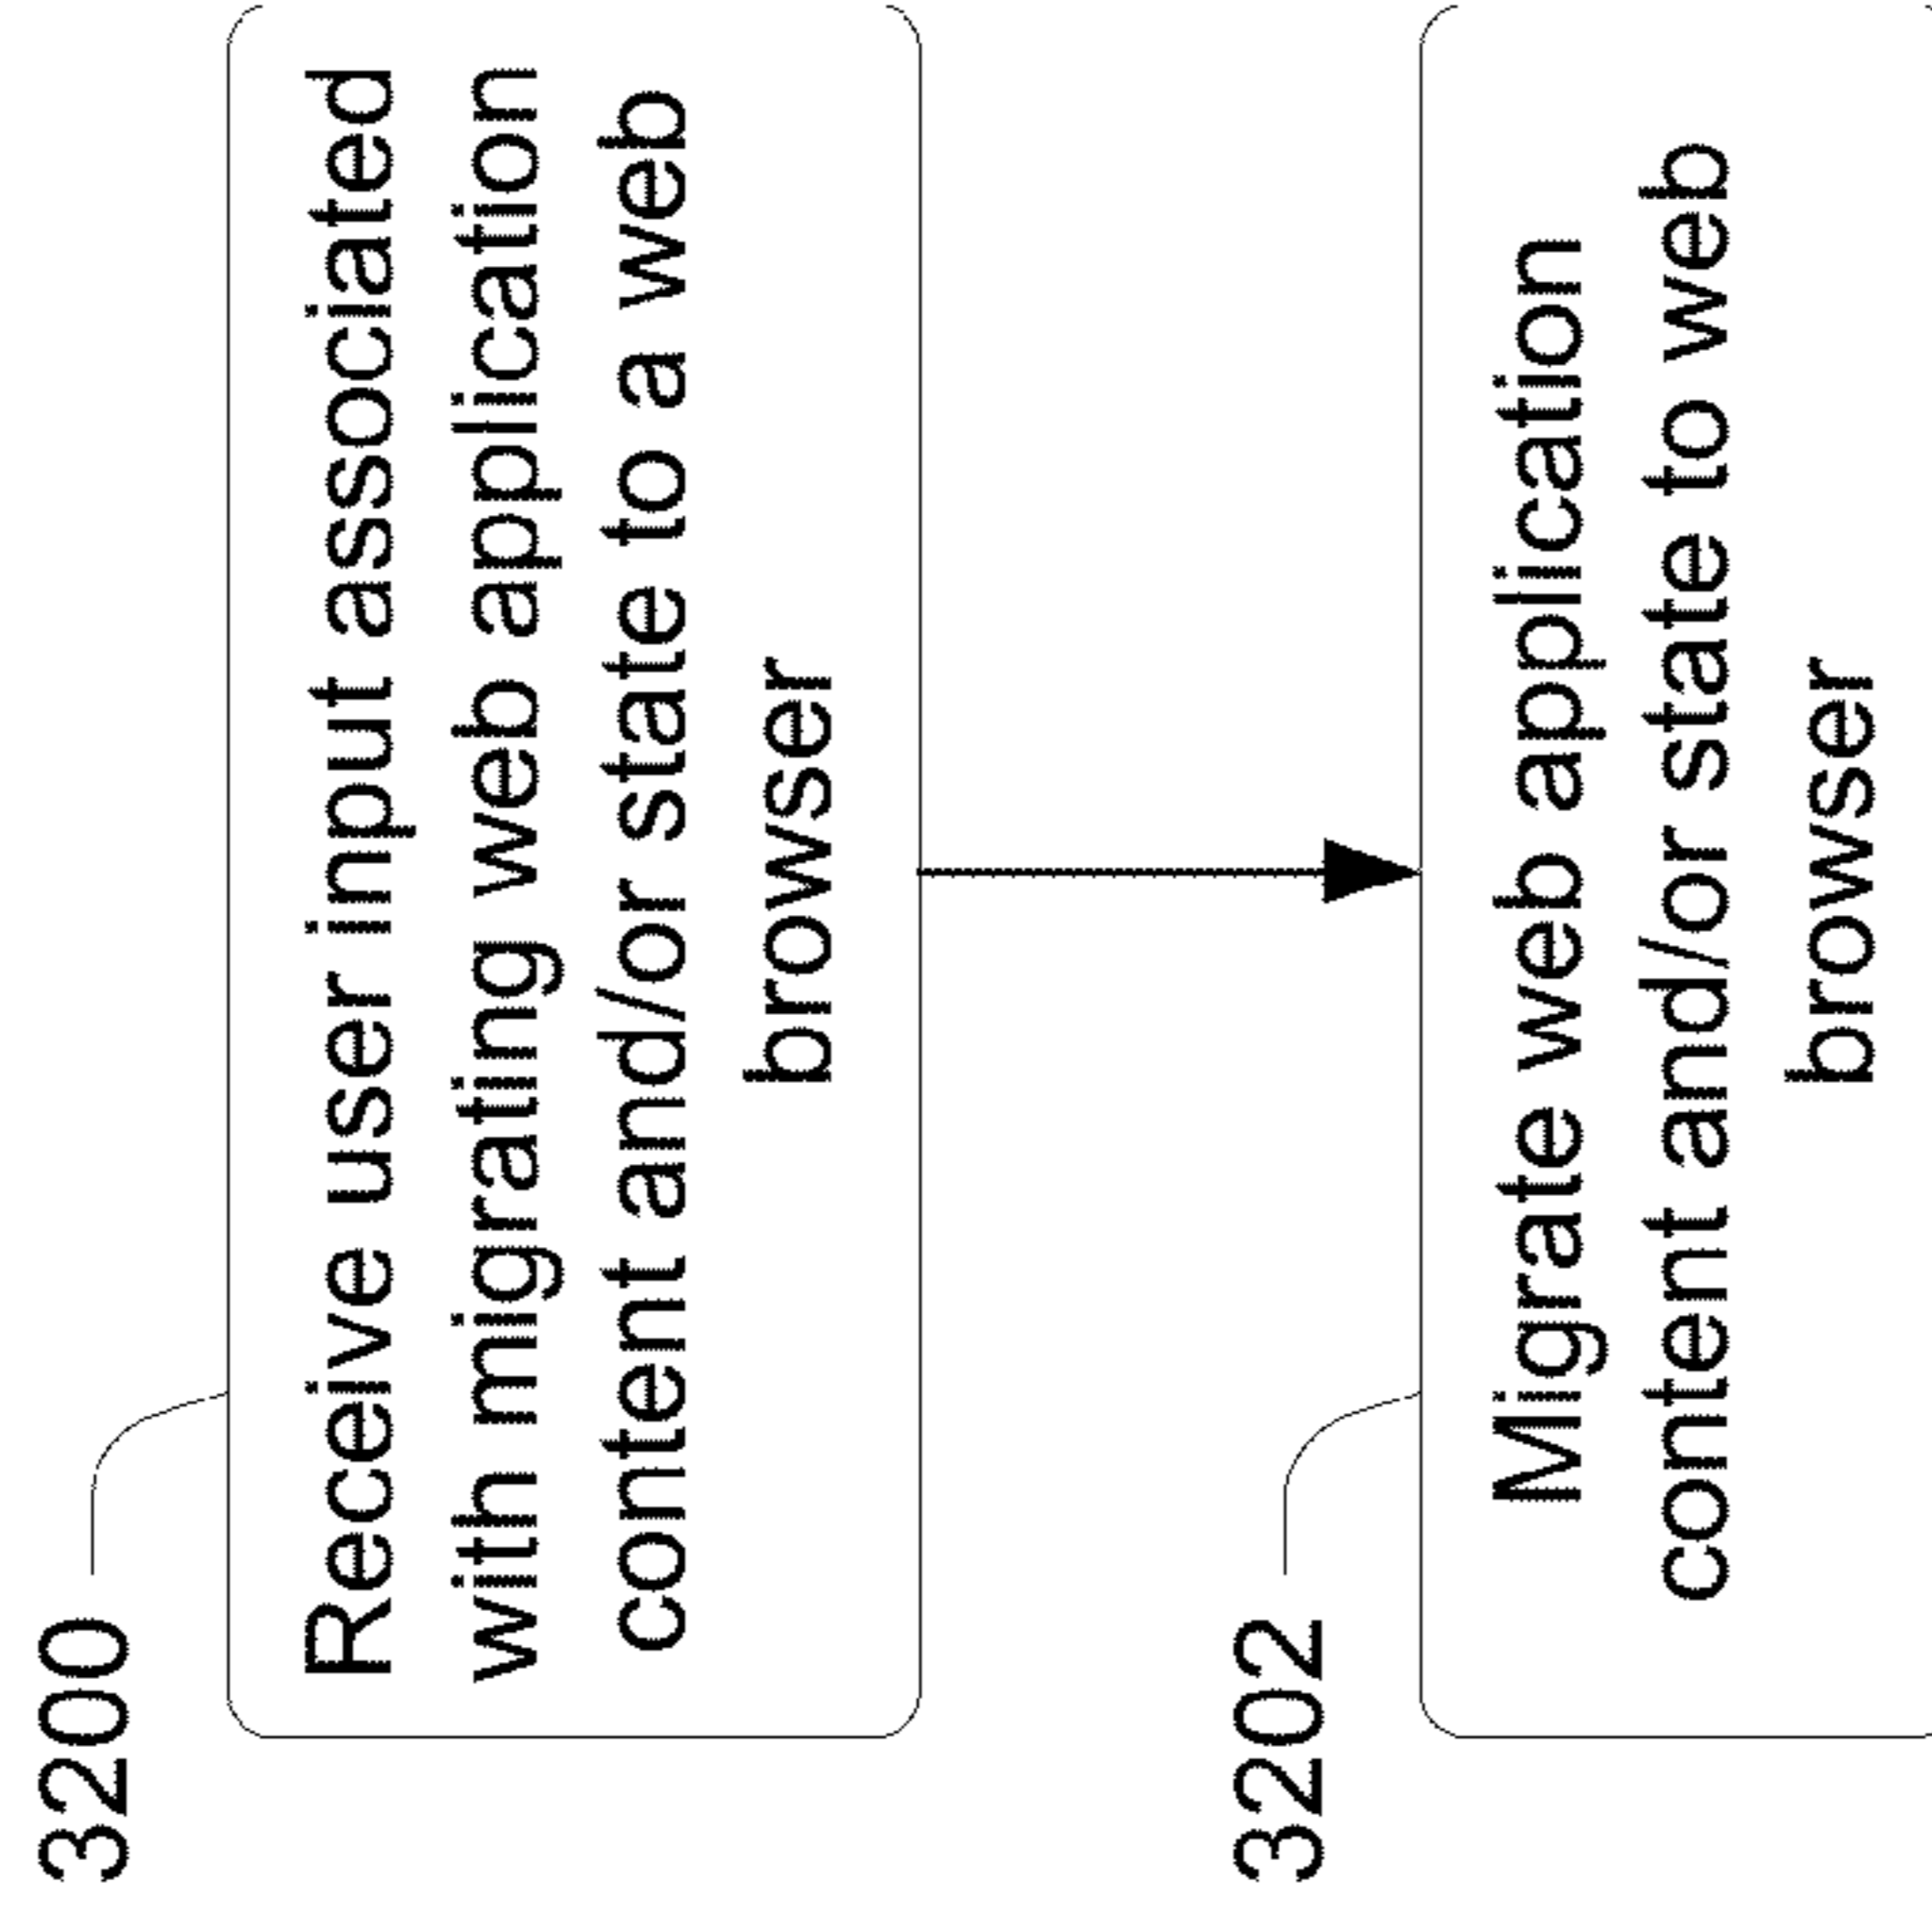 3200
Receive user input associated
with migrating web application
content and/or state to a web
browser
3202
Migrate web application
content and/or state to web
browser